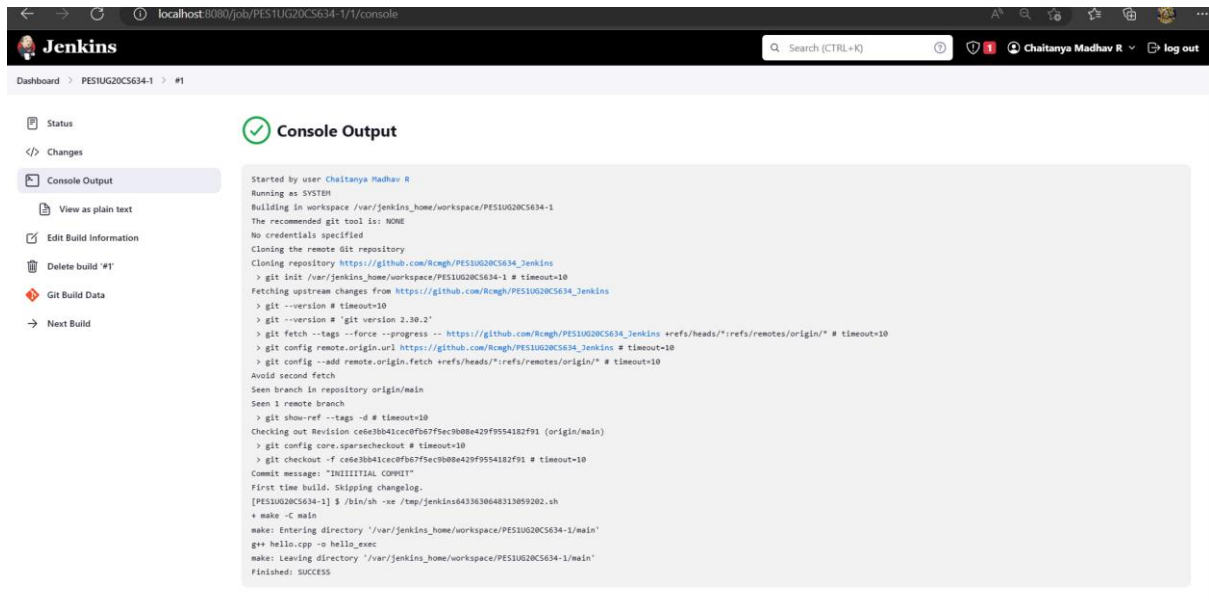 localhost:8080/job/PES1UG20CS634-1/1/console
Jenkins
Search (CTRL+K)
1
Chaitanya Madhav R
log out
Dashboard > PES1UG20CS634-1 > #1
Status
Changes
Console Output
View as plain text
Edit Build Information
Delete build '#1'
Git Build Data
Next Build
Console Output
Started by user Chaitanya Madhav R
Running as SYSTEM
Building in workspace /var/jenkins_home/workspace/PES1UG20CS634-1
The recommended git tool is: NONE
No credentials specified
Cloning the remote Git repository
Cloning repository https://github.com/Rcmgh/PES1UG20CS634_Jenkins
> git init /var/jenkins_home/workspace/PES1UG20CS634-1 # timeout=10
Fetching upstream changes from https://github.com/Rcmgh/PES1UG20CS634_Jenkins
> git --version # timeout=10
> git --version # 'git version 2.30.2'
> git fetch --tags --force --progress -- https://github.com/Rcmgh/PES1UG20CS634_Jenkins +refs/heads/*:refs/remotes/origin/* # timeout=10
> git config remote.origin.url https://github.com/Rcmgh/PES1UG20CS634_Jenkins # timeout=10
> git config --add remote.origin.fetch +refs/heads/*:refs/remotes/origin/* # timeout=10
Avoid second fetch
Seen branch in repository origin/main
Seen 1 remote branch
> git show-ref --tags -d # timeout=10
Checking out Revision ce6e3bb41cec0fb67f5ec9b08e429f9554182f91 (origin/main)
> git config core.sparsecheckout # timeout=10
> git checkout -f ce6e3bb41cec0fb67f5ec9b08e429f9554182f91 # timeout=10
Commit message: "INIIIITIAL COMMIT"
First time build. Skipping changelog.
[PES1UG20CS634-1] $ /bin/sh -xe /tmp/jenkins6433630648313059202.sh
+ make -C main
make: Entering directory '/var/jenkins_home/workspace/PES1UG20CS634-1/main'
g++ hello.cpp -o hello_exec
make: Leaving directory '/var/jenkins_home/workspace/PES1UG20CS634-1/main'
Finished: SUCCESS